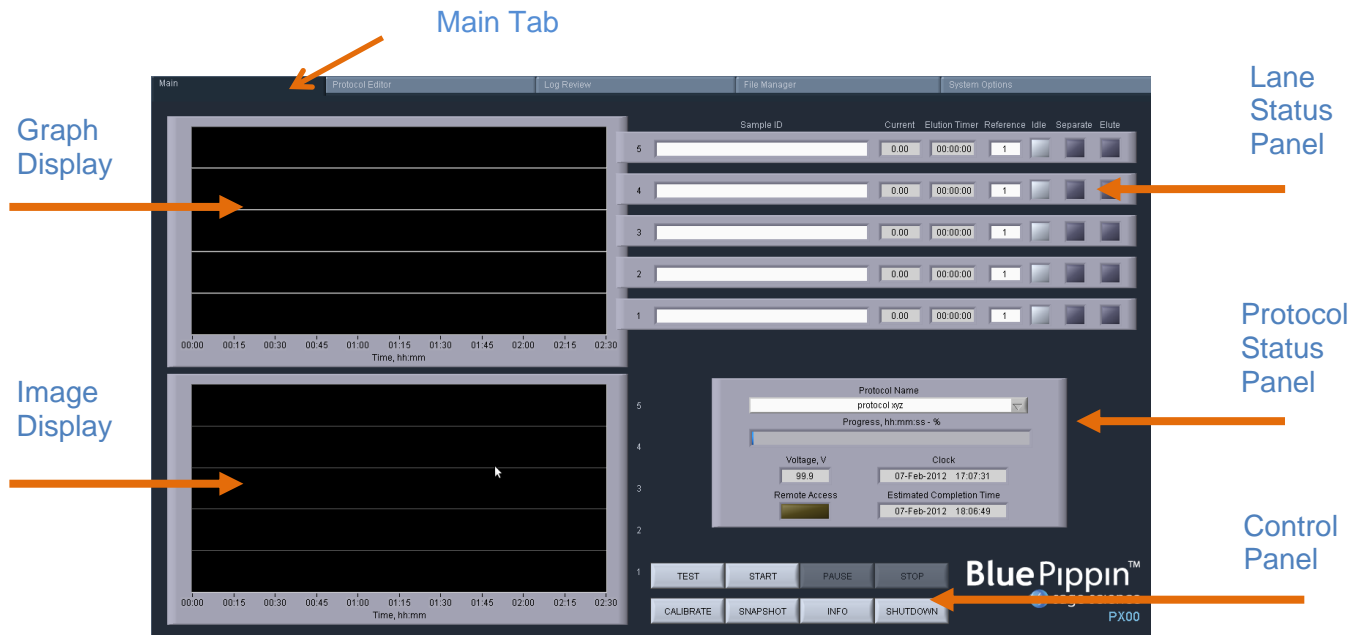 Main Tab
Lane
Status
Panel
Graph
Display
Image
Display
Protocol
Status
Panel
Control
Panel
Main
Protocol Editor
Log Review
File Manager
System Options
Sample ID Current Elution Timer Reference Idle Separate Elute
5 0.00 00:00:00 1
4 0.00 00:00:00 1
3 0.00 00:00:00 1
2 0.00 00:00:00 1
1 0.00 00:00:00 1
00:00 00:15 00:30 00:45 01:00 01:15 01:30 01:45 02:00 02:15 02:30
Time, hh:mm
5
4
3
2
1
00:00 00:15 00:30 00:45 01:00 01:15 01:30 01:45 02:00 02:15 02:30
Time, hh:mm
Protocol Name
protocol xyz
Progress, hh:mm:ss - %
Voltage, V
99.9
Clock
07-Feb-2012 17:07:31
Remote Access
Estimated Completion Time
07-Feb-2012 18:06:49
TEST START PAUSE STOP
CALIBRATE SNAPSHOT INFO SHUTDOWN
BluePippin™
PX00